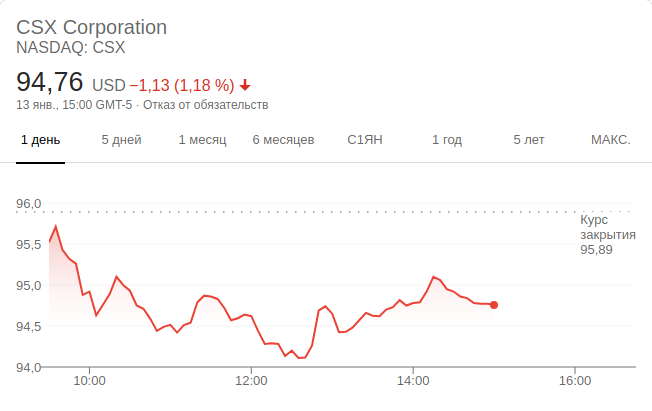 CSX Corporation
NASDAQ: CSX
94,76 USD −1,13 (1,18 %)
13 янв., 15:00 GMT-5 · Отказ от обязательств
1 день 5 дней 1 месяц 6 месяцев С1ЯН 1 год 5 лет МАКС.
96,0
Курс
закрытия
95,89
95,5
95,0
94,5
94,0
10:00 12:00 14:00 16:00